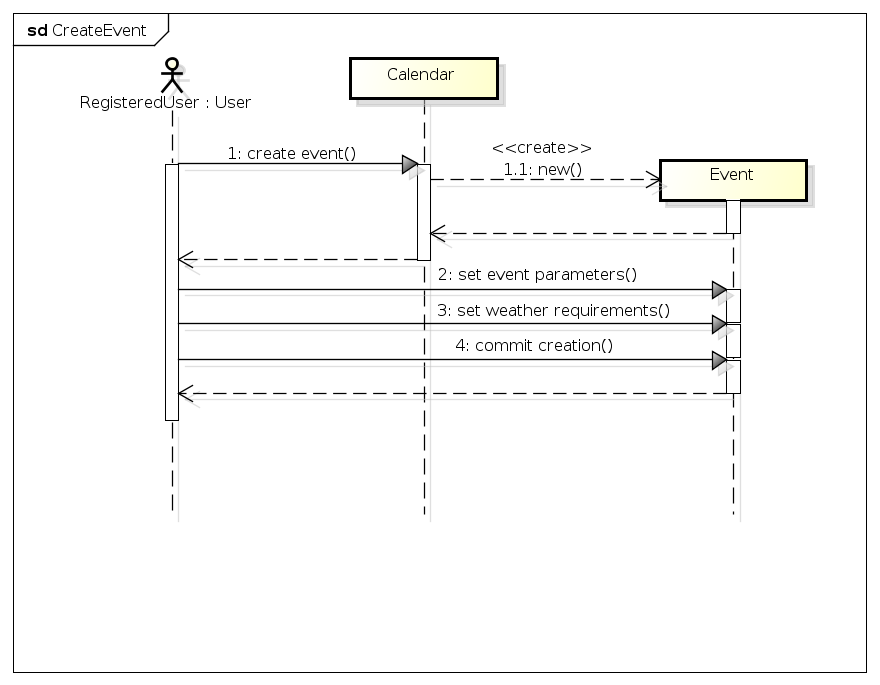 sd CreateEvent
RegisteredUser : User
Calendar
1: create event()
<<create>>
1.1: new()
Event
2: set event parameters()
3: set weather requirements()
4: commit creation()